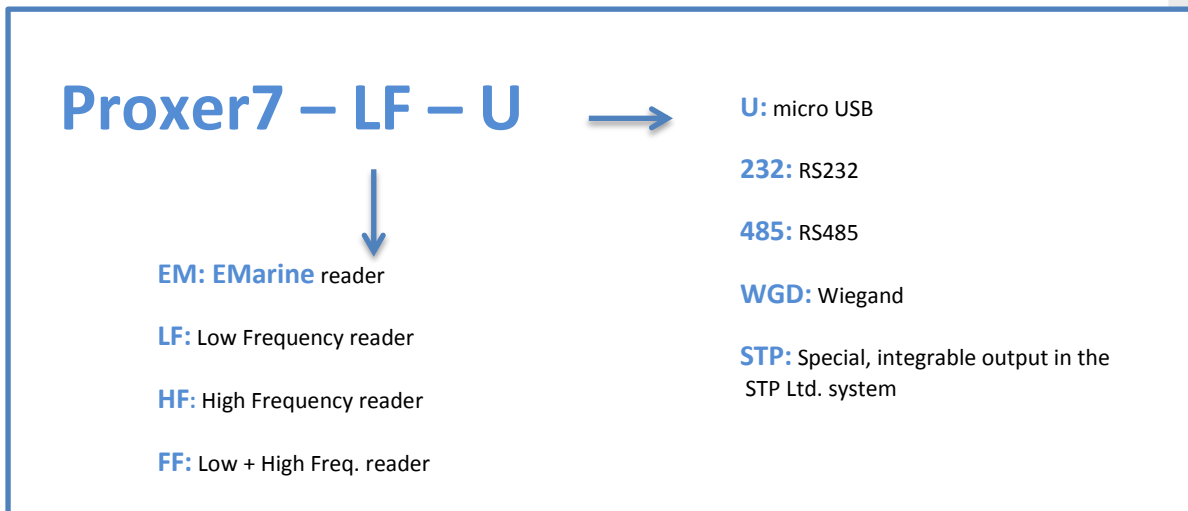 Proxer7 – LF – U
EM: EMarine reader
LF: Low Frequency reader
HF: High Frequency reader
FF: Low + High Freq. reader
U: micro USB
232: RS232
485: RS485
WGD: Wiegand
STP: Special, integrable output in the
STP Ltd. system